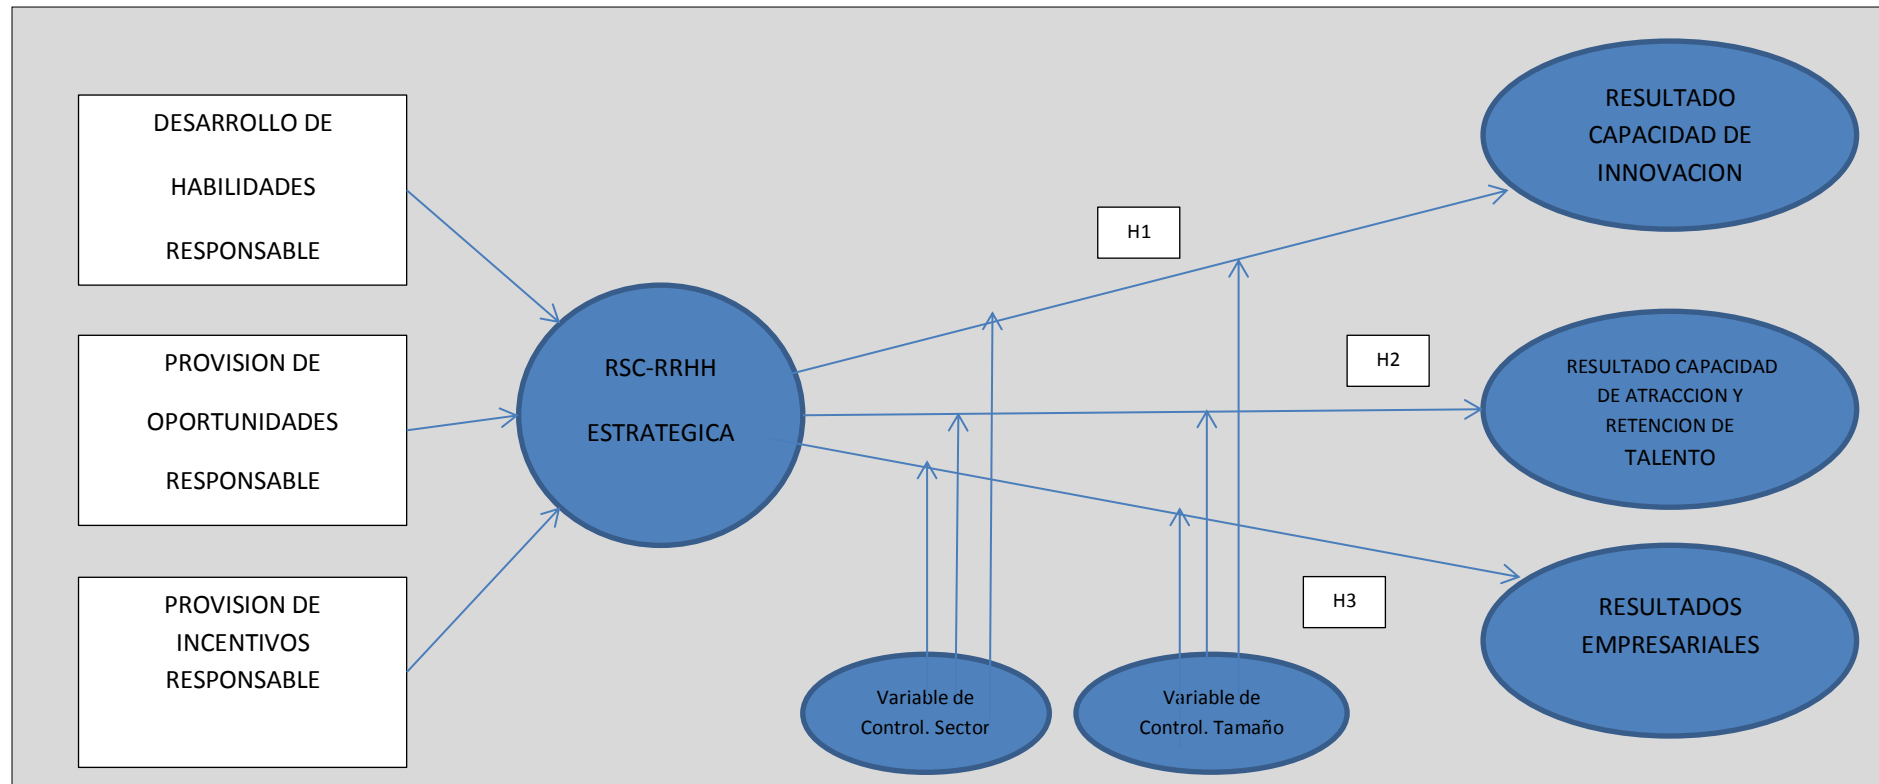 DESARROLLO DE
HABILIDADES
RESPONSABLE
PROVISION DE
OPORTUNIDADES
RESPONSABLE
PROVISION DE
INCENTIVOS
RESPONSABLE
RSC-RRHH
ESTRATEGICA
H1
H2
H3
Variable de
Control. Sector
Variable de
Control. Tamaño
RESULTADO
CAPACIDAD DE
INNOVACION
RESULTADO CAPACIDAD
DE ATRACCION Y
RETENCION DE
TALENTO
RESULTADOS
EMPRESARIALES